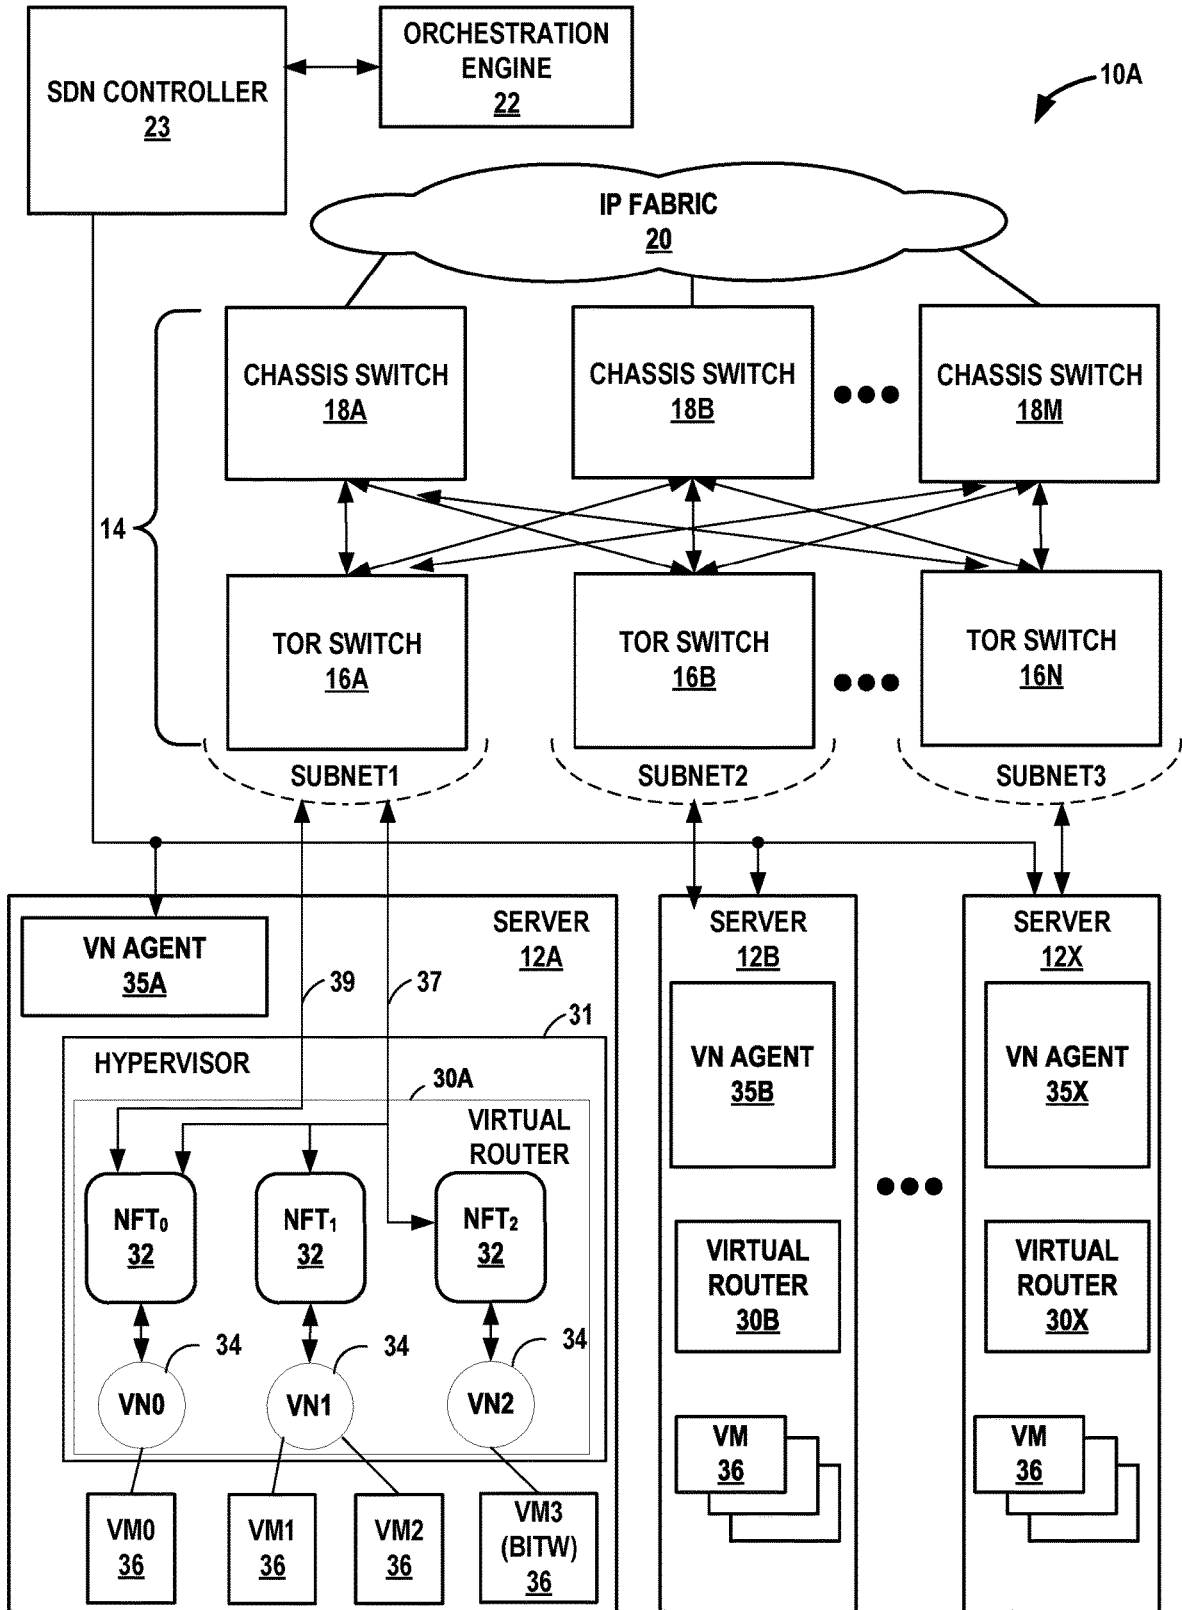 SDN CONTROLLER
23
ORCHESTRATION
ENGINE
22
10A
IP FABRIC
20
14
CHASSIS SWITCH
18A
CHASSIS SWITCH
18B
CHASSIS SWITCH
18M
TOR SWITCH
16A
TOR SWITCH
16B
TOR SWITCH
16N
SUBNET1
SUBNET2
SUBNET3
VN AGENT
35A
SERVER
12A
39
37
31
HYPERVISOR
30A
VIRTUAL
ROUTER
NFT₀
32
NFT₁
32
NFT₂
32
34
34
34
VN0
VN1
VN2
VM0
36
VM1
36
VM2
36
VM3
(BITW)
36
SERVER
12B
VN AGENT
35B
VIRTUAL
ROUTER
30B
VM
36
SERVER
12X
VN AGENT
35X
VIRTUAL
ROUTER
30X
VM
36